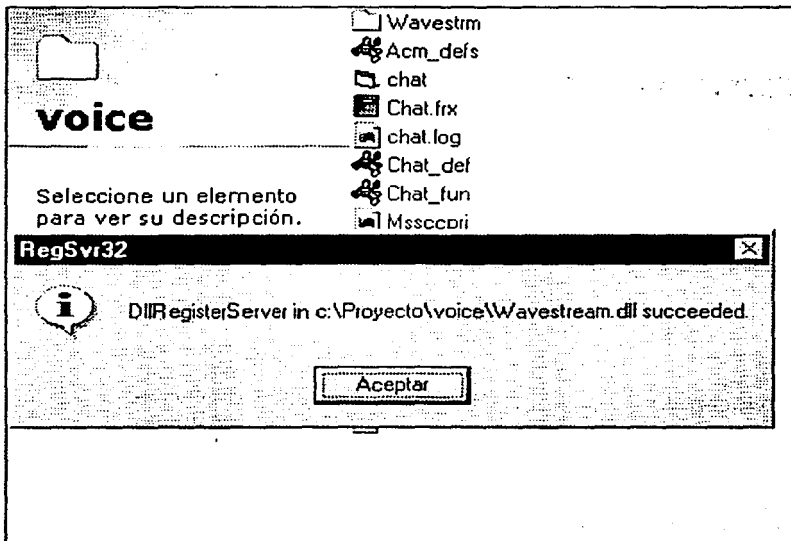 voice
Seleccione un elemento
para ver su descripción.
Wavestrm
Acm_defs
chat
Chat.frx
chat.log
Chat_def
Chat_fun
Mssccpri
RegSvr32
DllRegisterServer in c:\Proyecto\voice\Wavestream.dll succeeded.
Aceptar